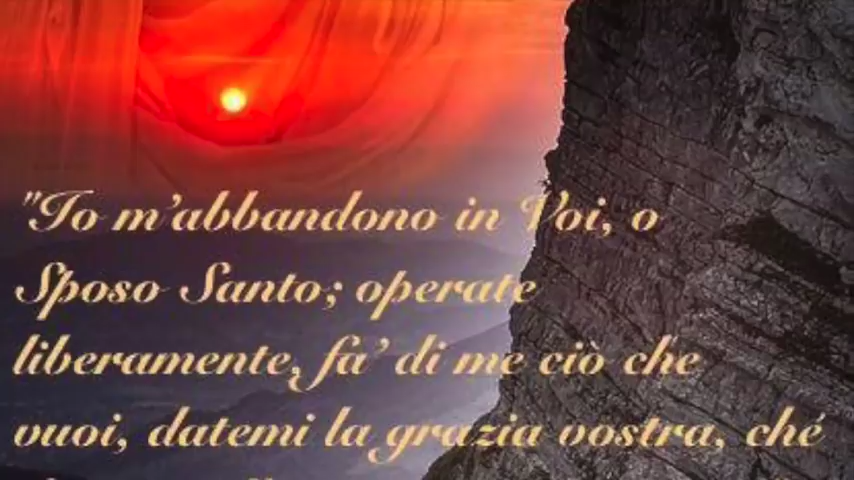 "Io m'abbandono in Voi, o
Sposo Santo; operate
liberamente, fa' di me ciò che
vuoi, datemi la grazia vostra, ché